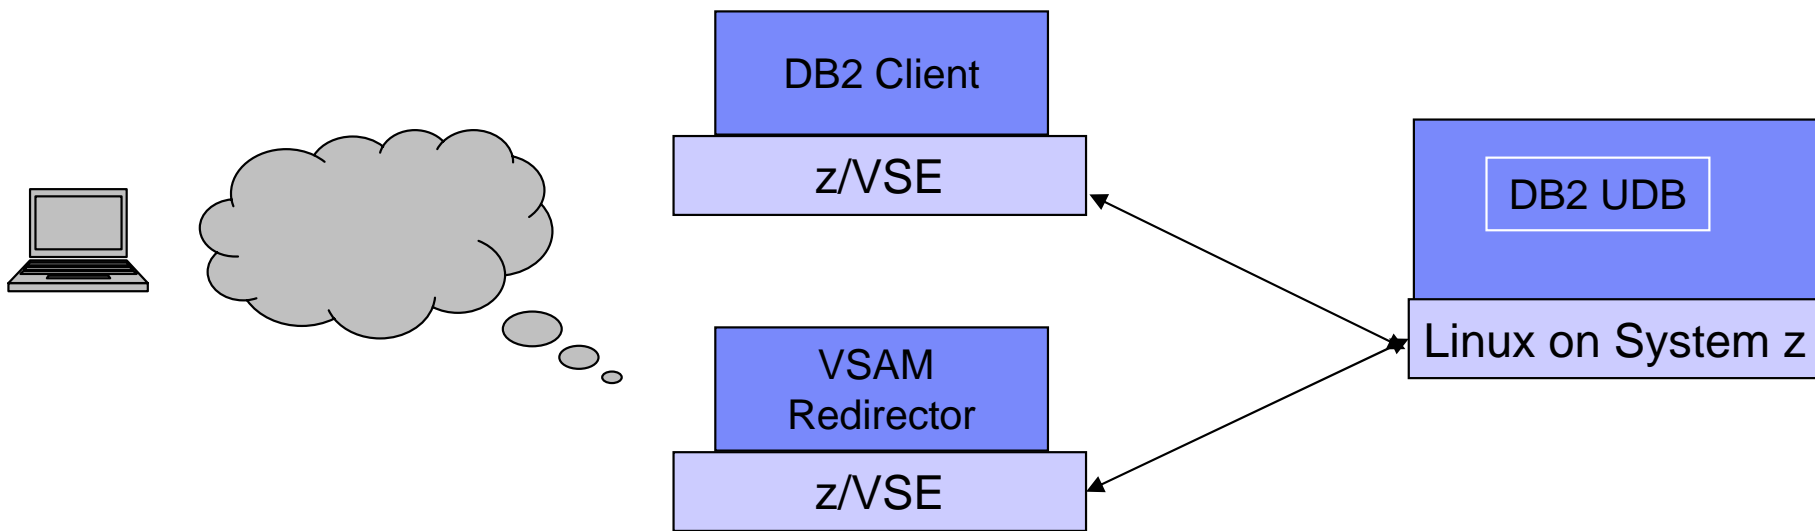 DB2 Client
z/VSE
DB2 UDB
Linux on System z
VSAM
Redirector
z/VSE